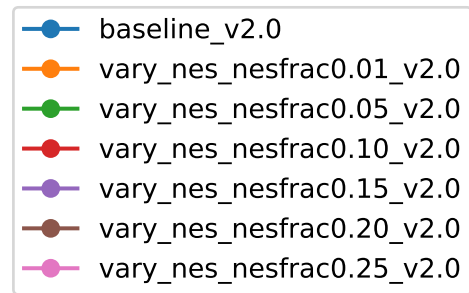 baseline_v2.0
vary_nes_nesfrac0.01_v2.0
vary_nes_nesfrac0.05_v2.0
vary_nes_nesfrac0.10_v2.0
vary_nes_nesfrac0.15_v2.0
vary_nes_nesfrac0.20_v2.0
vary_nes_nesfrac0.25_v2.0